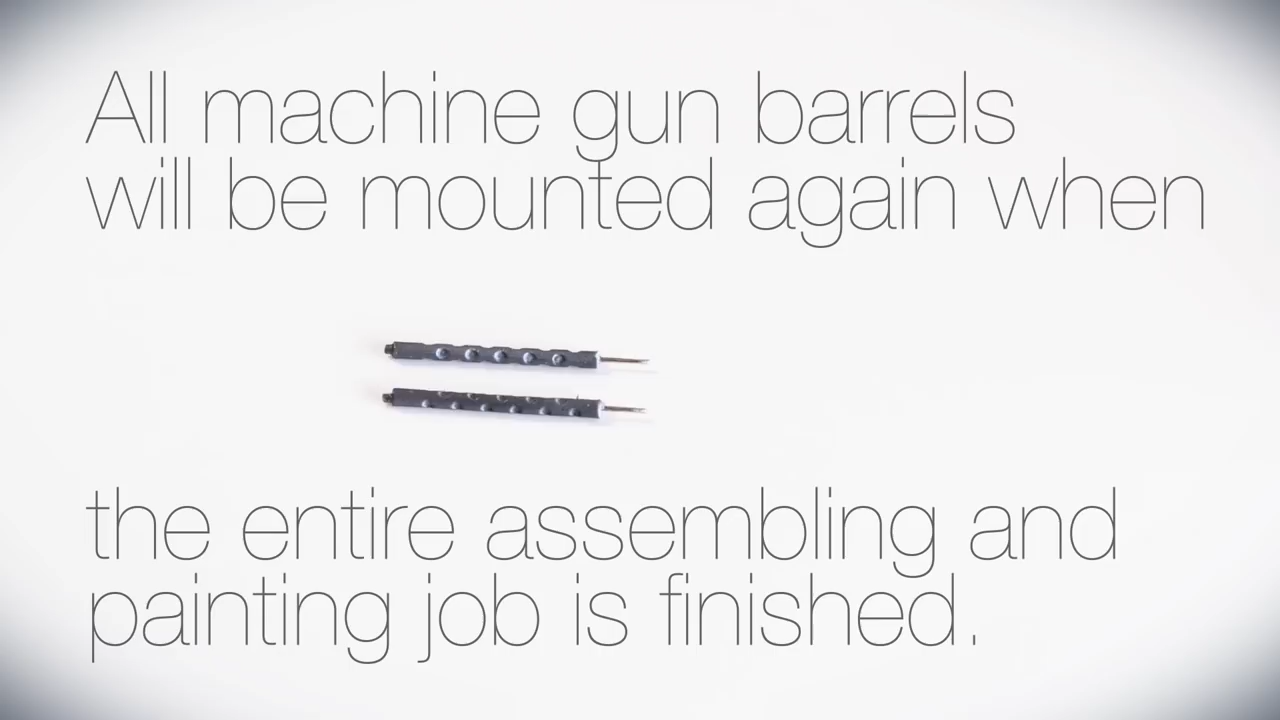 All machine gun barrels
will be mounted again when
the entire assembling and
painting job is finished.